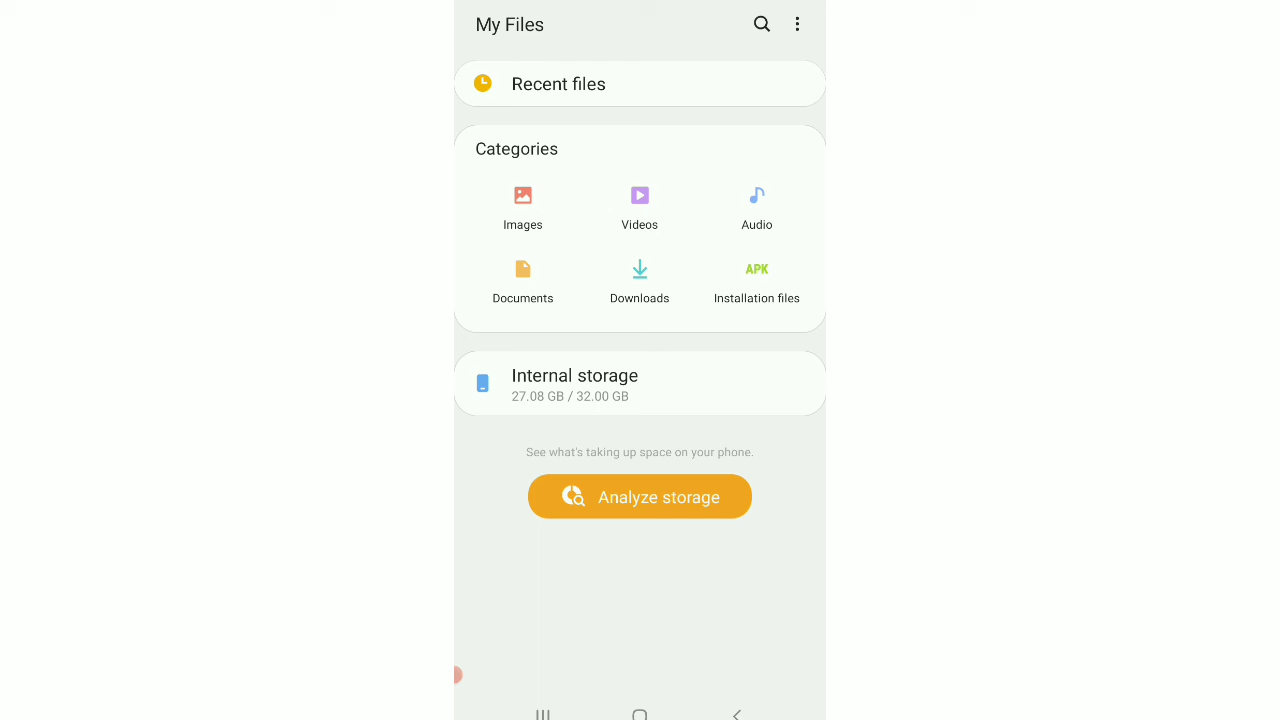 My Files
Recent files
Categories
Images Videos Audio
APK
Documents Downloads Installation files
Internal storage
27.08 GB / 32.00 GB
See what's taking up space on your phone.
Analyze storage